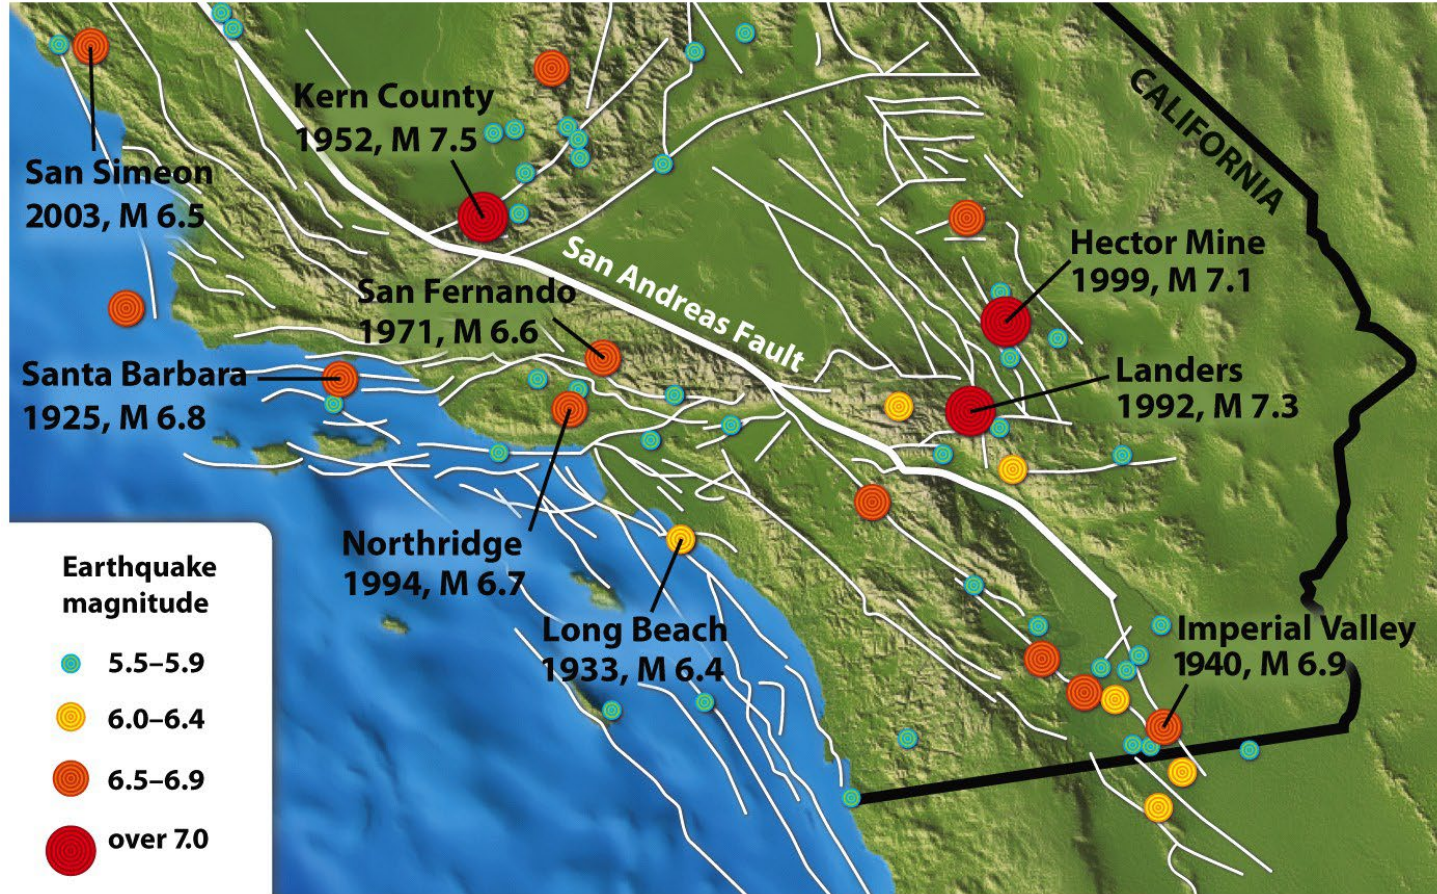 CALIFORNIA
Kern County
1952, M 7.5
San Simeon
2003, M 6.5
Hector Mine
1999, M 7.1
San Andreas Fault
San Fernando
1971, M 6.6
Santa Barbara
1925, M 6.8
Landers
1992, M 7.3
Northridge
1994, M 6.7
Long Beach
1933, M 6.4
Imperial Valley
1940, M 6.9
Earthquake
magnitude
5.5–5.9
6.0–6.4
6.5–6.9
over 7.0